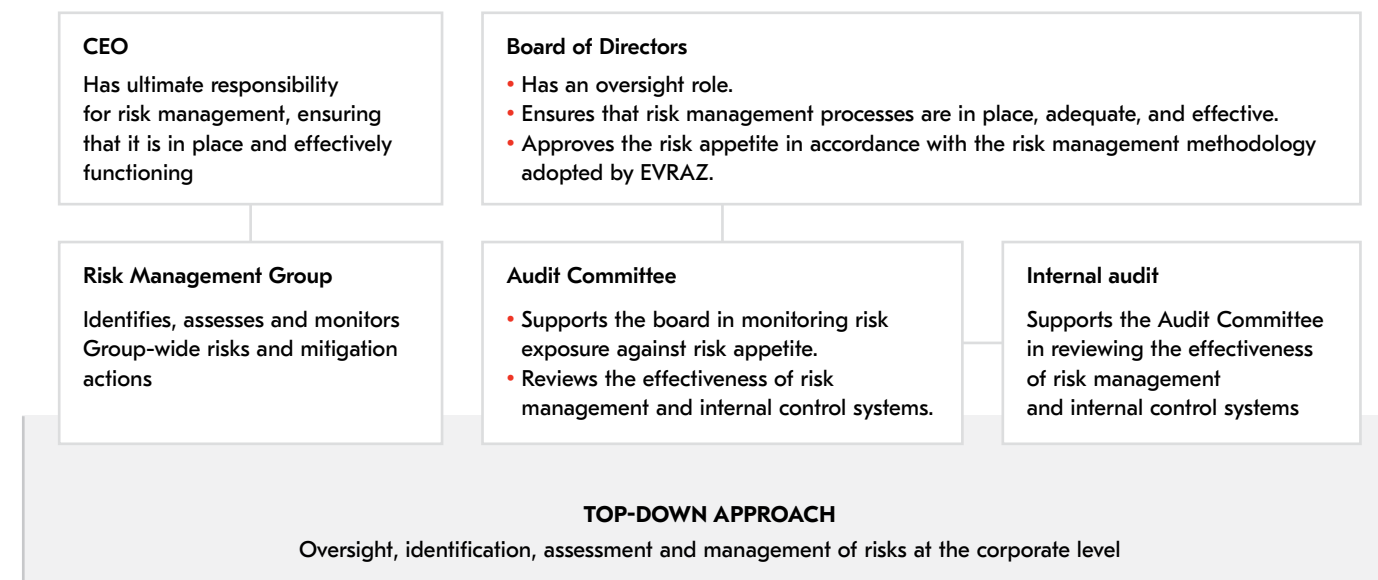 CEO
Has ultimate responsibility
for risk management, ensuring
that it is in place and effectively
functioning
Board of Directors
• Has an oversight role.
• Ensures that risk management processes are in place, adequate, and effective.
• Approves the risk appetite in accordance with the risk management methodology
adopted by EVRAZ.
Risk Management Group
Identifies, assesses and monitors
Group-wide risks and mitigation
actions
Audit Committee
• Supports the board in monitoring risk
exposure against risk appetite.
• Reviews the effectiveness of risk
management and internal control systems.
Internal audit
Supports the Audit Committee
in reviewing the effectiveness
of risk management
and internal control systems
TOP-DOWN APPROACH
Oversight, identification, assessment and management of risks at the corporate level